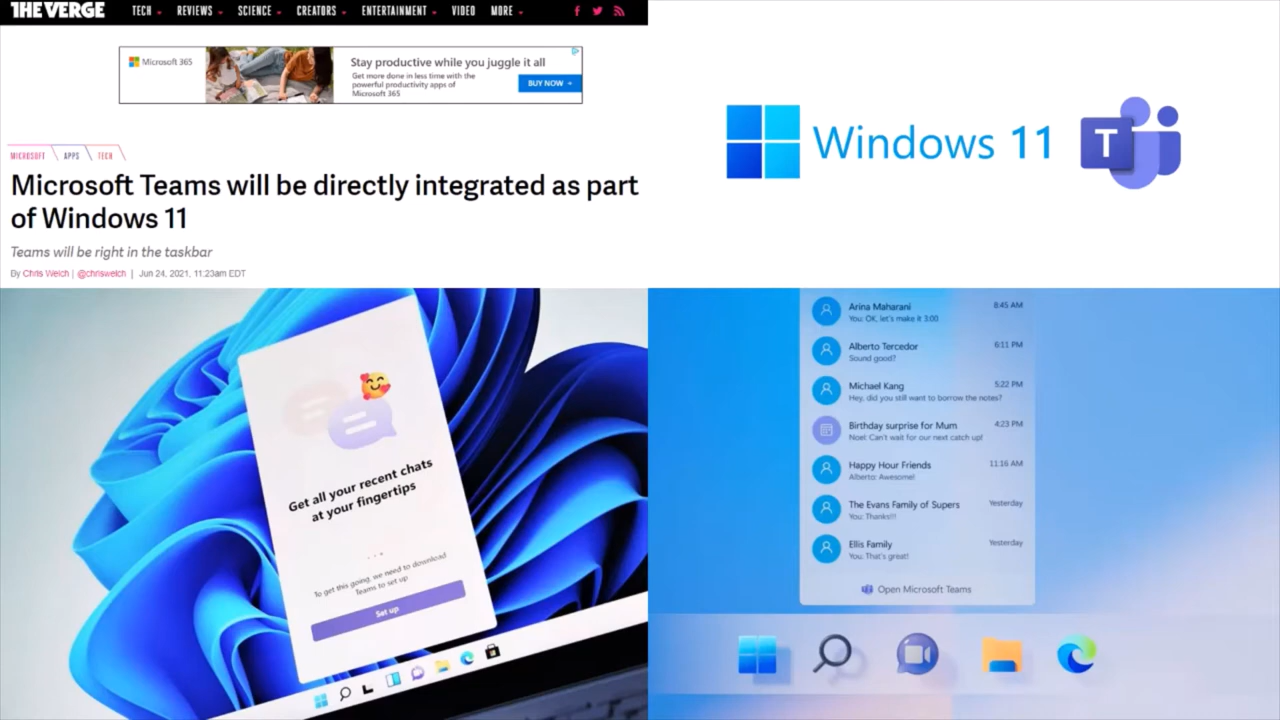 THE VERGE
TECH REVIEWS SCIENCE CREATORS ENTERTAINMENT VIDEO MORE
Microsoft 365
Stay productive while you juggle it all
Get more done in less time with the
powerful productivity apps of
Microsoft 365
BUY NOW
MICROSOFT APPS TECH
Microsoft Teams will be directly integrated as part
of Windows 11
Teams will be right in the taskbar
By Chris Welch | @chriswelch | Jun 24, 2021, 11:23am EDT
Windows 11
T
Get all your recent chats
at your fingertips
To get this going, we need to download
Teams to set up
Set up
Arina Maharani 8:45 AM
You: OK, let's make it 3:00
Alberto Tercedor 6:11 PM
Sound good?
Michael Kang 5:22 PM
Hey, did you still want to borrow the notes?
Birthday surprise for Mum 4:23 PM
Noel: Can't wait for our next catch up!
Happy Hour Friends 11:16 AM
Alberto: Awesome!
The Evans Family of Supers Yesterday
You: Thanks!!!
Ellis Family Yesterday
You: That's great!
Open Microsoft Teams